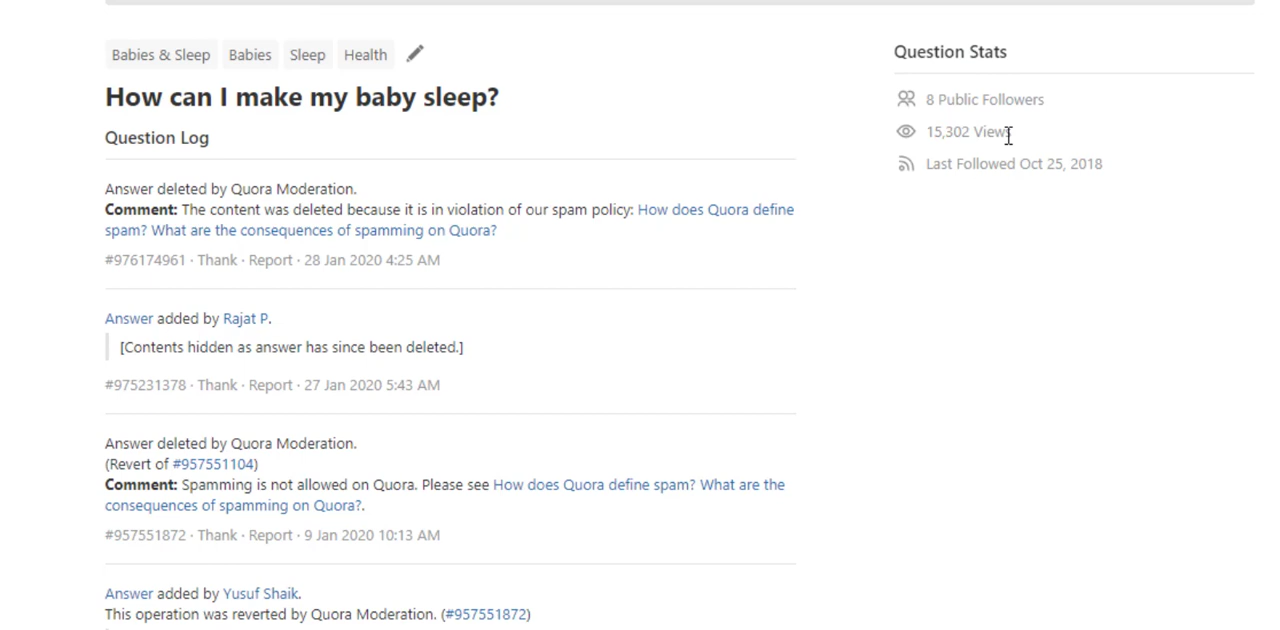 Babies & Sleep Babies Sleep Health
How can I make my baby sleep?
Question Log
Answer deleted by Quora Moderation.
Comment: The content was deleted because it is in violation of our spam policy: How does Quora define
spam? What are the consequences of spamming on Quora?
#976174961 · Thank · Report · 28 Jan 2020 4:25 AM
Answer added by Rajat P.
[Contents hidden as answer has since been deleted.]
#975231378 · Thank · Report · 27 Jan 2020 5:43 AM
Answer deleted by Quora Moderation.
(Revert of #957551104)
Comment: Spamming is not allowed on Quora. Please see How does Quora define spam? What are the
consequences of spamming on Quora?.
#957551872 · Thank · Report · 9 Jan 2020 10:13 AM
Answer added by Yusuf Shaik.
This operation was reverted by Quora Moderation. (#957551872)
Question Stats
8 Public Followers
15,302 Views
Last Followed Oct 25, 2018